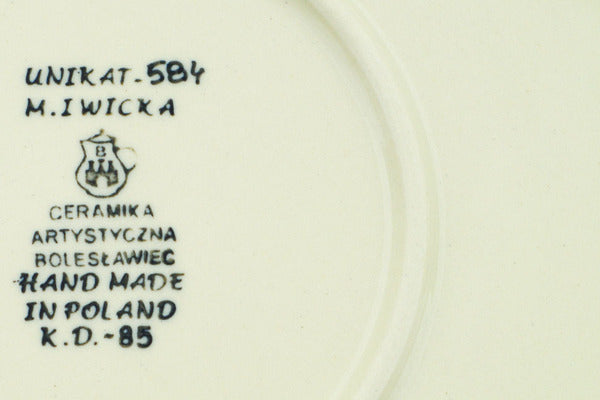 UNIKAT-584
M.IWICKA
B
CERAMIKA
ARTYSTYCZNA
BOLESŁAWIEC
HAND MADE
IN POLAND
K.D.-85